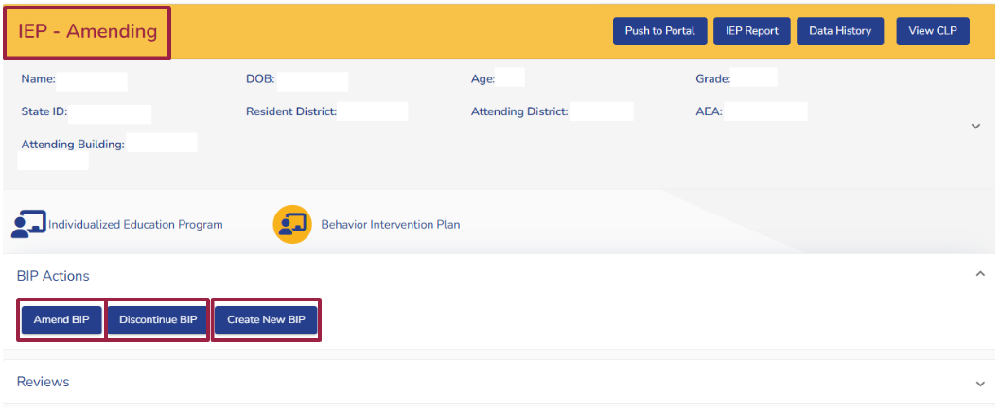 IEP - Amending
Push to Portal IEP Report Data History View CLP
Name: DOB: Age: Grade:
State ID: Resident District: Attending District: AEA:
Attending Building:
Individualized Education Program Behavior Intervention Plan
BIP Actions
Amend BIP Discontinue BIP Create New BIP
Reviews